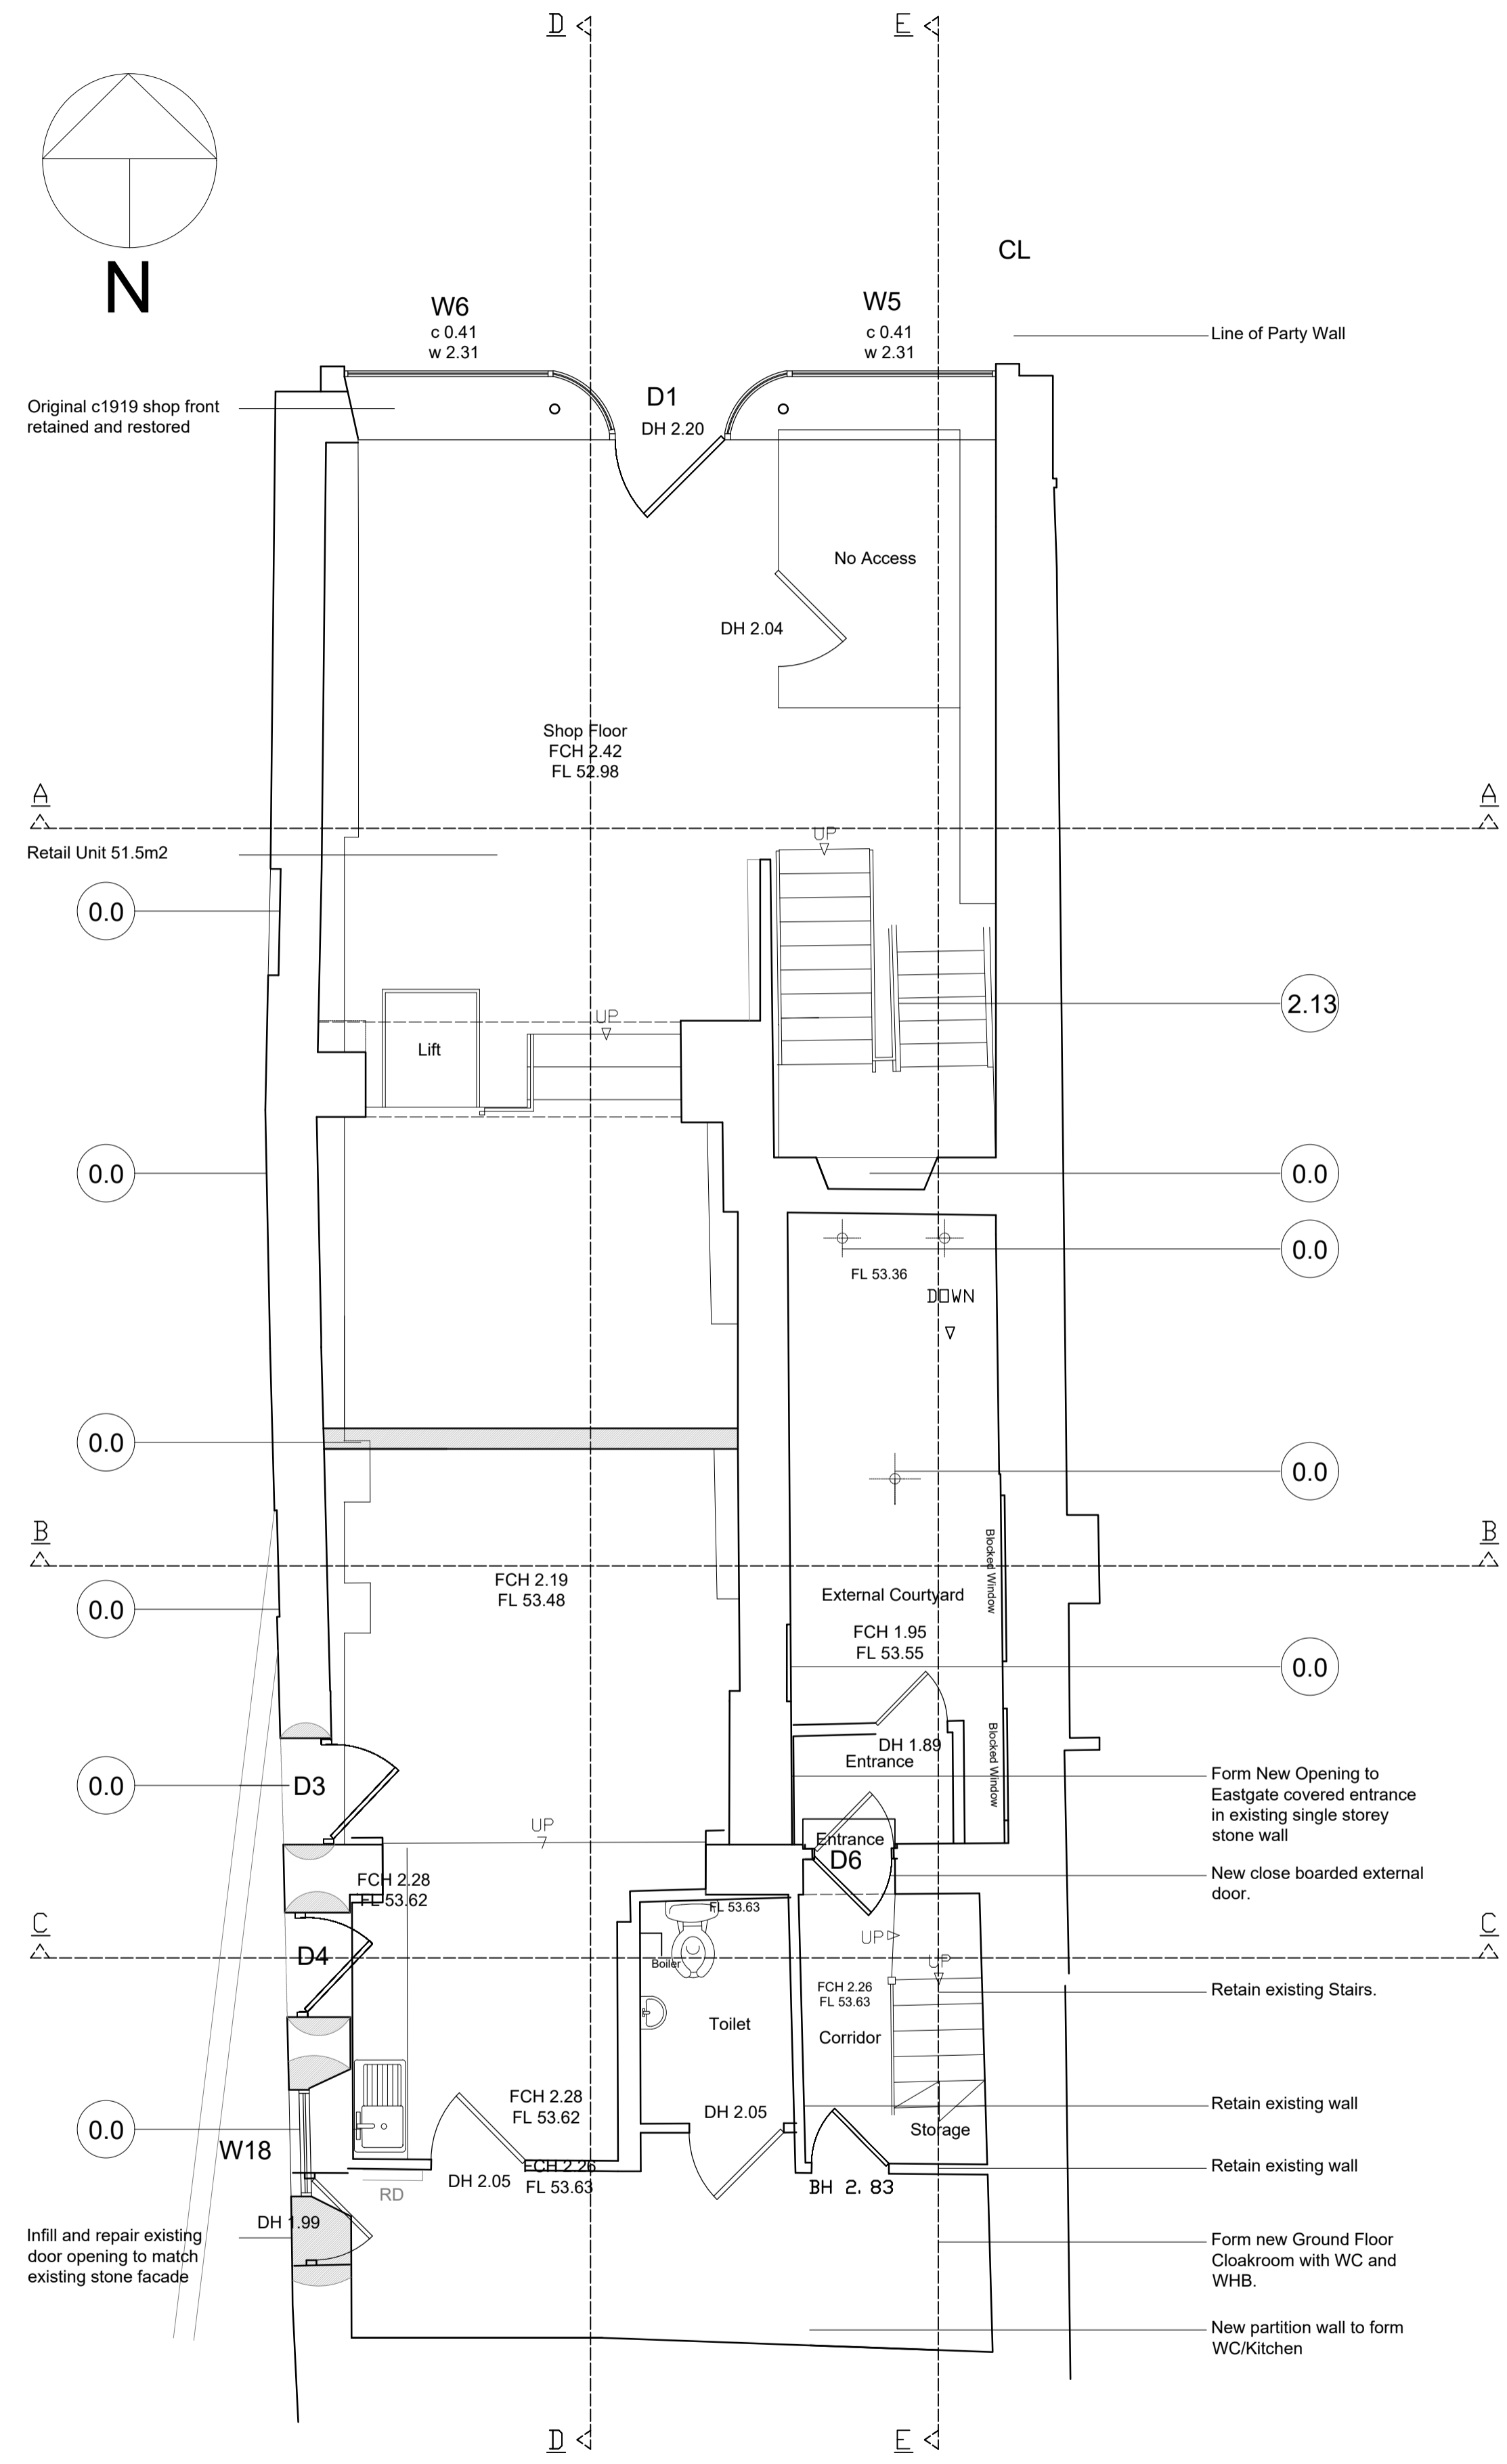 D
E
N
CL
W6
c 0.41
w 2.31
W5
c 0.41
w 2.31
Line of Party Wall
D1
DH 2.20
Original c1919 shop front
retained and restored
No Access
DH 2.04
Shop Floor
FCH 2.42
FL 52.98
A
A
UP
Retail Unit 51.5m2
0.0
2.13
UP
Lift
0.0
0.0
0.0
FL 53.36
DOWN
0.0
0.0
B
B
Blocked Window
FCH 2.19
FL 53.48
External Courtyard
0.0
FCH 1.95
FL 53.55
0.0
DH 1.89
Entrance
Blocked Window
0.0
D3
Form New Opening to
Eastgate covered entrance
in existing single storey
stone wall
UP
Entrance
D6
FCH 2.28
FL 53.62
New close boarded external
door.
FL 53.63
C
C
UP
D4
UP
Boiler
FCH 2.26
FL 53.63
Retain existing Stairs.
Toilet
Corridor
FCH 2.28
FL 53.62
DH 2.05
Retain existing wall
0.0
W18
Storage
FCH 2.26
FL 53.63
DH 2.05
RD
BH 2.83
Retain existing wall
DH 1.99
Infill and repair existing
door opening to match
existing stone facade
Form new Ground Floor
Cloakroom with WC and
WHB.
New partition wall to form
WC/Kitchen
D
E